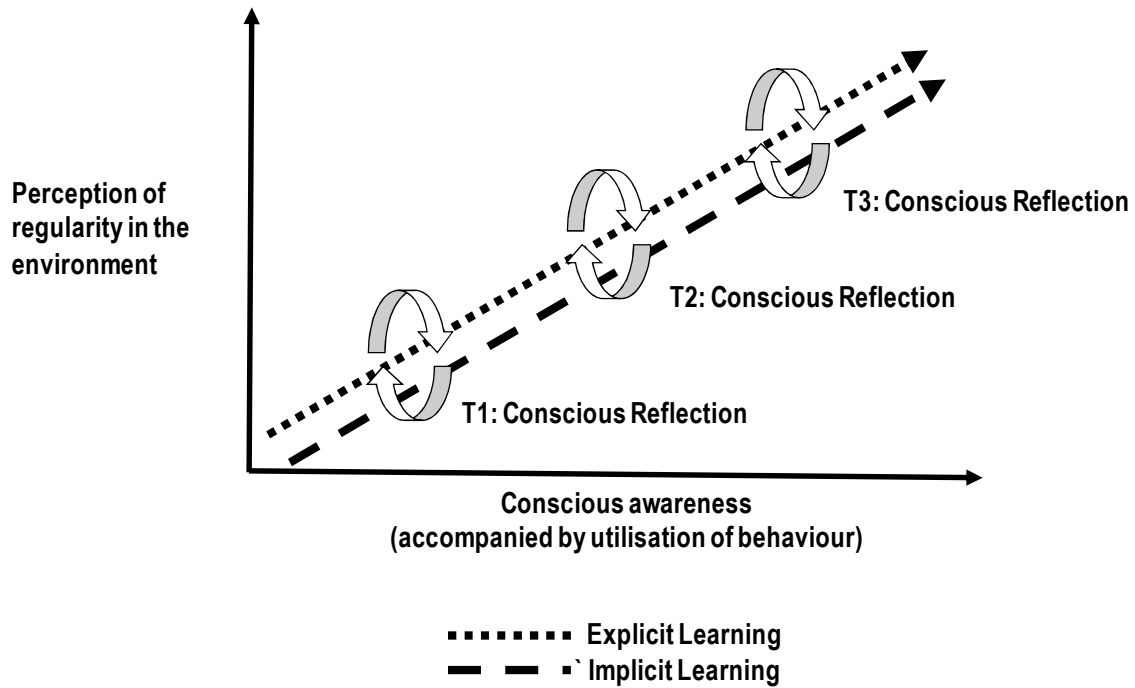 Perception of
regularity in the
environment
T3: Conscious Reflection
T2: Conscious Reflection
T1: Conscious Reflection
Conscious awareness
(accompanied by utilisation of behaviour)
Explicit Learning
` Implicit Learning